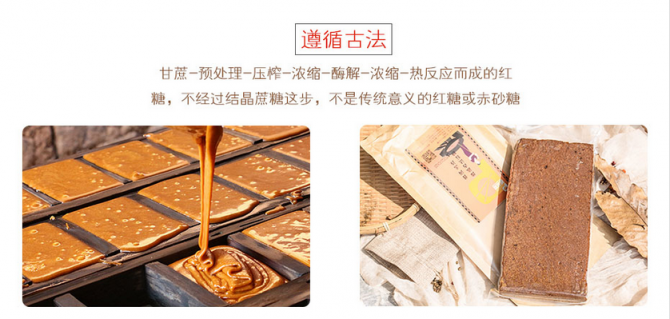 遵循古法
甘蔗-预处理-压榨-浓缩-酶解-浓缩-热反应而成的红
糖，不经过结晶蔗糖这步，不是传统意义的红糖或赤砂糖